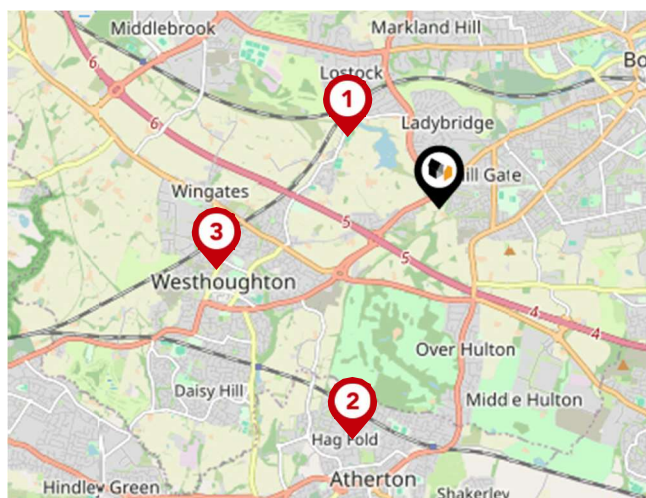 Middlebrook
Markland Hill
6
Lostock
Bo
1
6
Ladybridge
ill Gate
Wingates
5
3
5
Westhoughton
4
4
Over Hulton
Daisy Hill
2
Midd e Hulton
Hag Fold
Atherton
Hindley Green
Shakerley